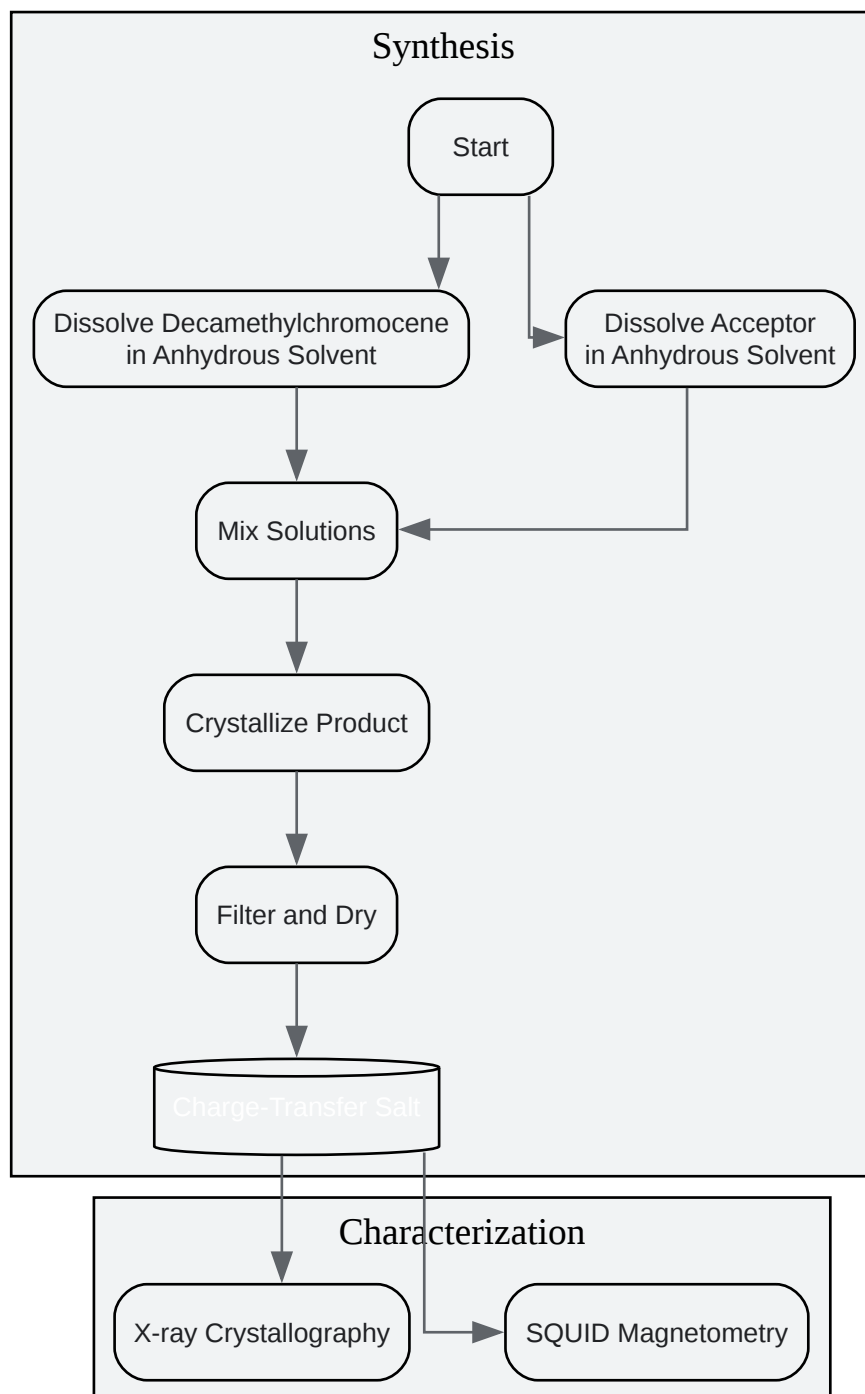 Synthesis
Start
Dissolve Decamethylchromocene
in Anhydrous Solvent
Dissolve Acceptor
in Anhydrous Solvent
Mix Solutions
Crystallize Product
Filter and Dry
Charge-Transfer Salt
Characterization
X-ray Crystallography
SQUID Magnetometry